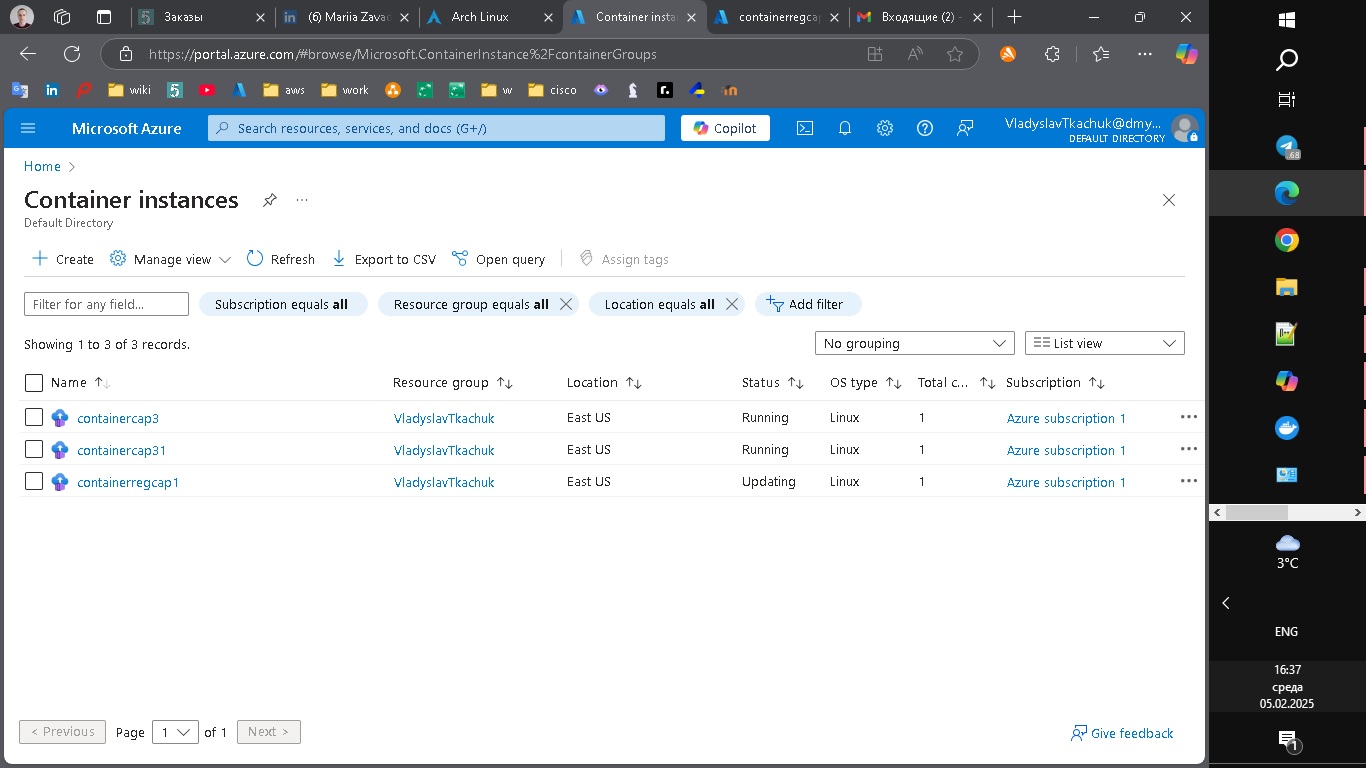 Заказы
(6) Mariia Zavad
Arch Linux
Container insta
containerregcap
Входящие (2) -
https://portal.azure.com/#browse/Microsoft.ContainerInstance%2FcontainerGroups
wiki
aws
work
w
cisco
Microsoft Azure
Search resources, services, and docs (G+/)
Copilot
VladyslavTkachuk@dmy...
DEFAULT DIRECTORY
Home
Container instances
Default Directory
Create
Manage view
Refresh
Export to CSV
Open query
Assign tags
Filter for any field...
Subscription equals all
Resource group equals all
Location equals all
Add filter
Showing 1 to 3 of 3 records.
No grouping
List view
Name
Resource group
Location
Status
OS type
Total c...
Subscription
containercap3 VladyslavTkachuk East US Running Linux 1 Azure subscription 1
containercap31 VladyslavTkachuk East US Running Linux 1 Azure subscription 1
containerregcap1 VladyslavTkachuk East US Updating Linux 1 Azure subscription 1
< Previous
Page 1 of 1
Next >
Give feedback
.68
3°C
ENG
16:37
среда
05.02.2025
1